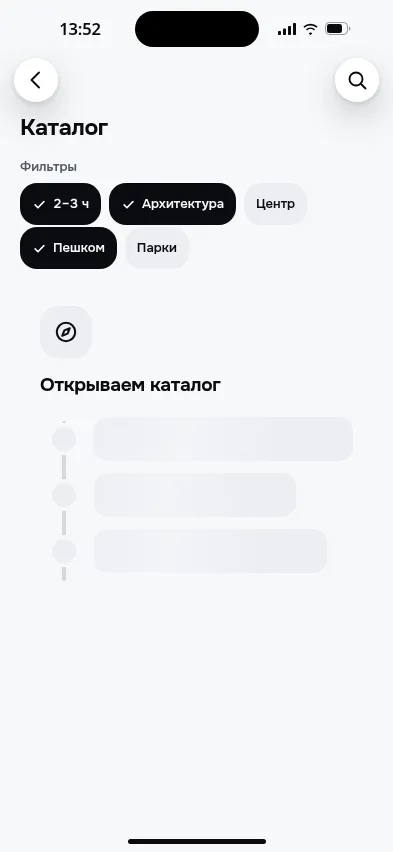 13:52
Каталог
Фильтры
2–3 ч Архитектура Центр
Пешком Парки
Открываем каталог